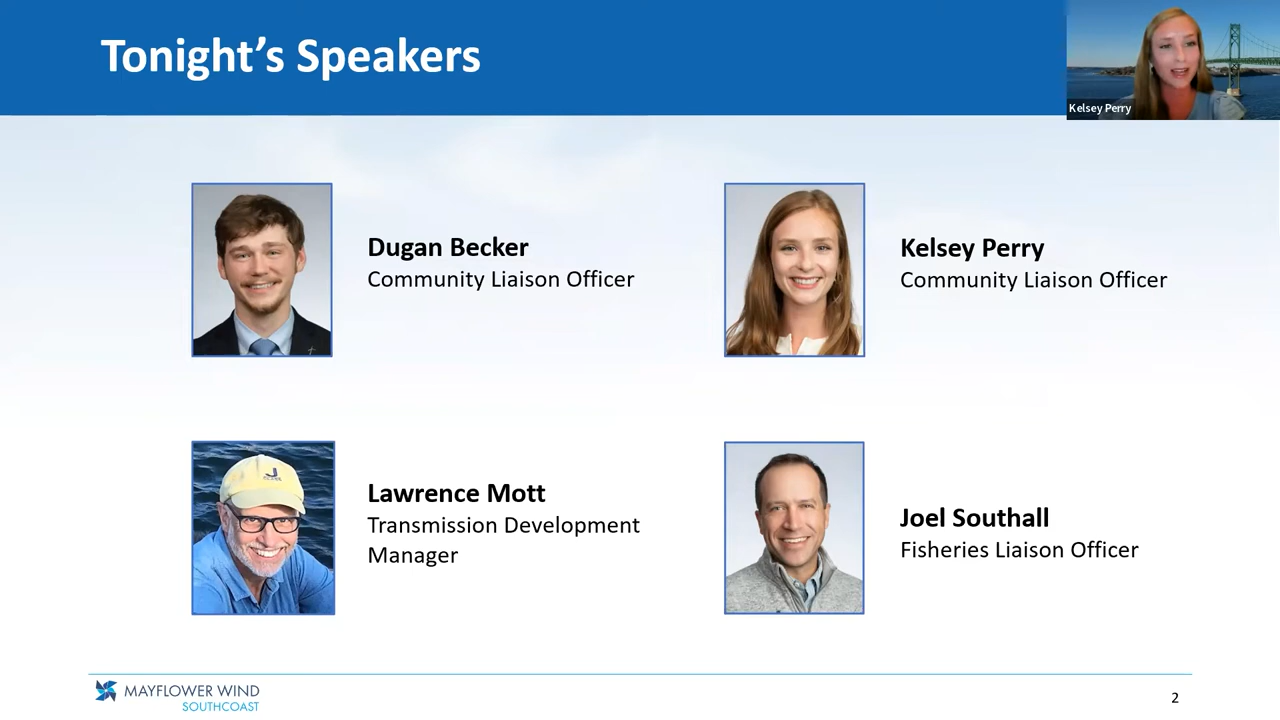 Tonight's Speakers
Kelsey Perry
Dugan Becker
Community Liaison Officer
Kelsey Perry
Community Liaison Officer
Lawrence Mott
Transmission Development
Manager
Joel Southall
Fisheries Liaison Officer
MAYFLOWER WIND
SOUTHCOAST
2